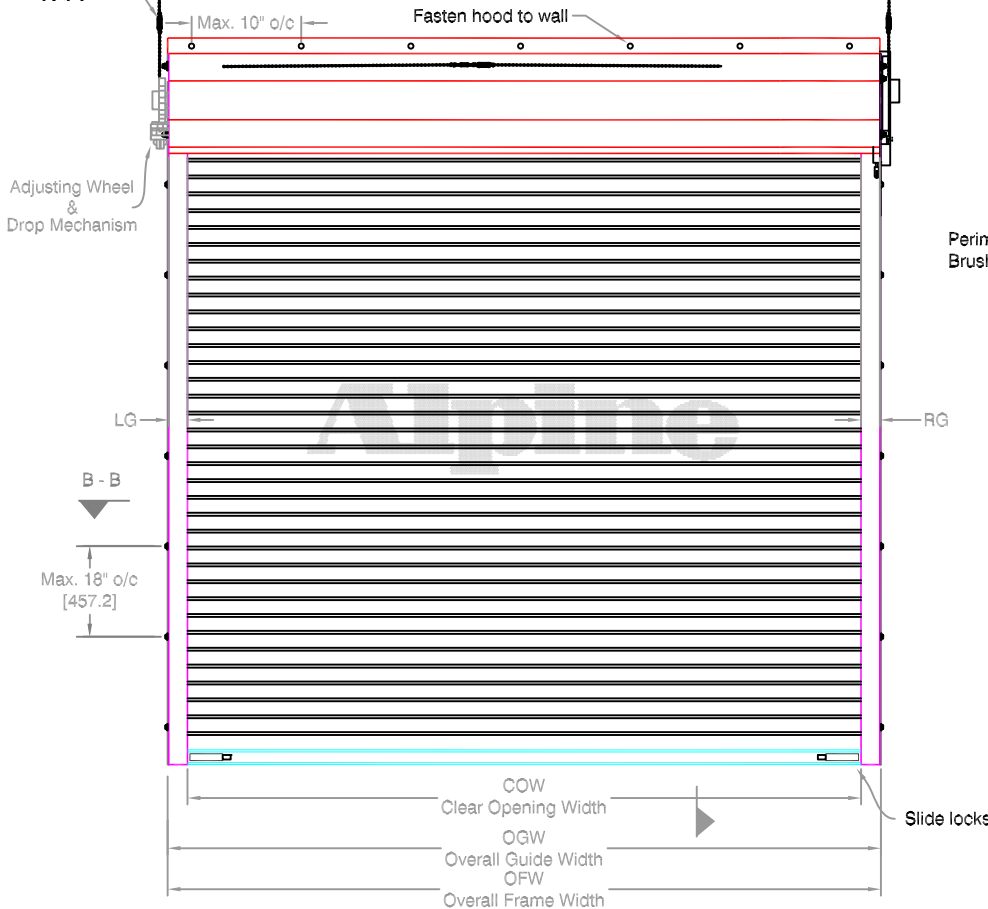 Max. 10" o/c
Fasten hood to wall
Adjusting Wheel
&
Drop Mechanism
Alpine
LG
RG
B - B
Max. 18" o/c
[457.2]
COW
Clear Opening Width
Slide locks
OGW
Overall Guide Width
OFW
Overall Frame Width